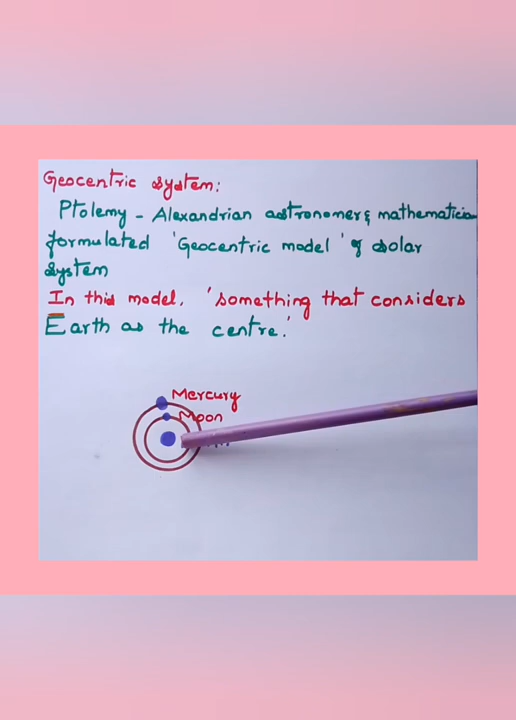 Geocentric system:
Ptolemy - Alexandrian astronomer & mathematician
formulated 'Geocentric model' of solar
system
In this model, 'something that considers
Earth as the centre.'
Mercury
Moon